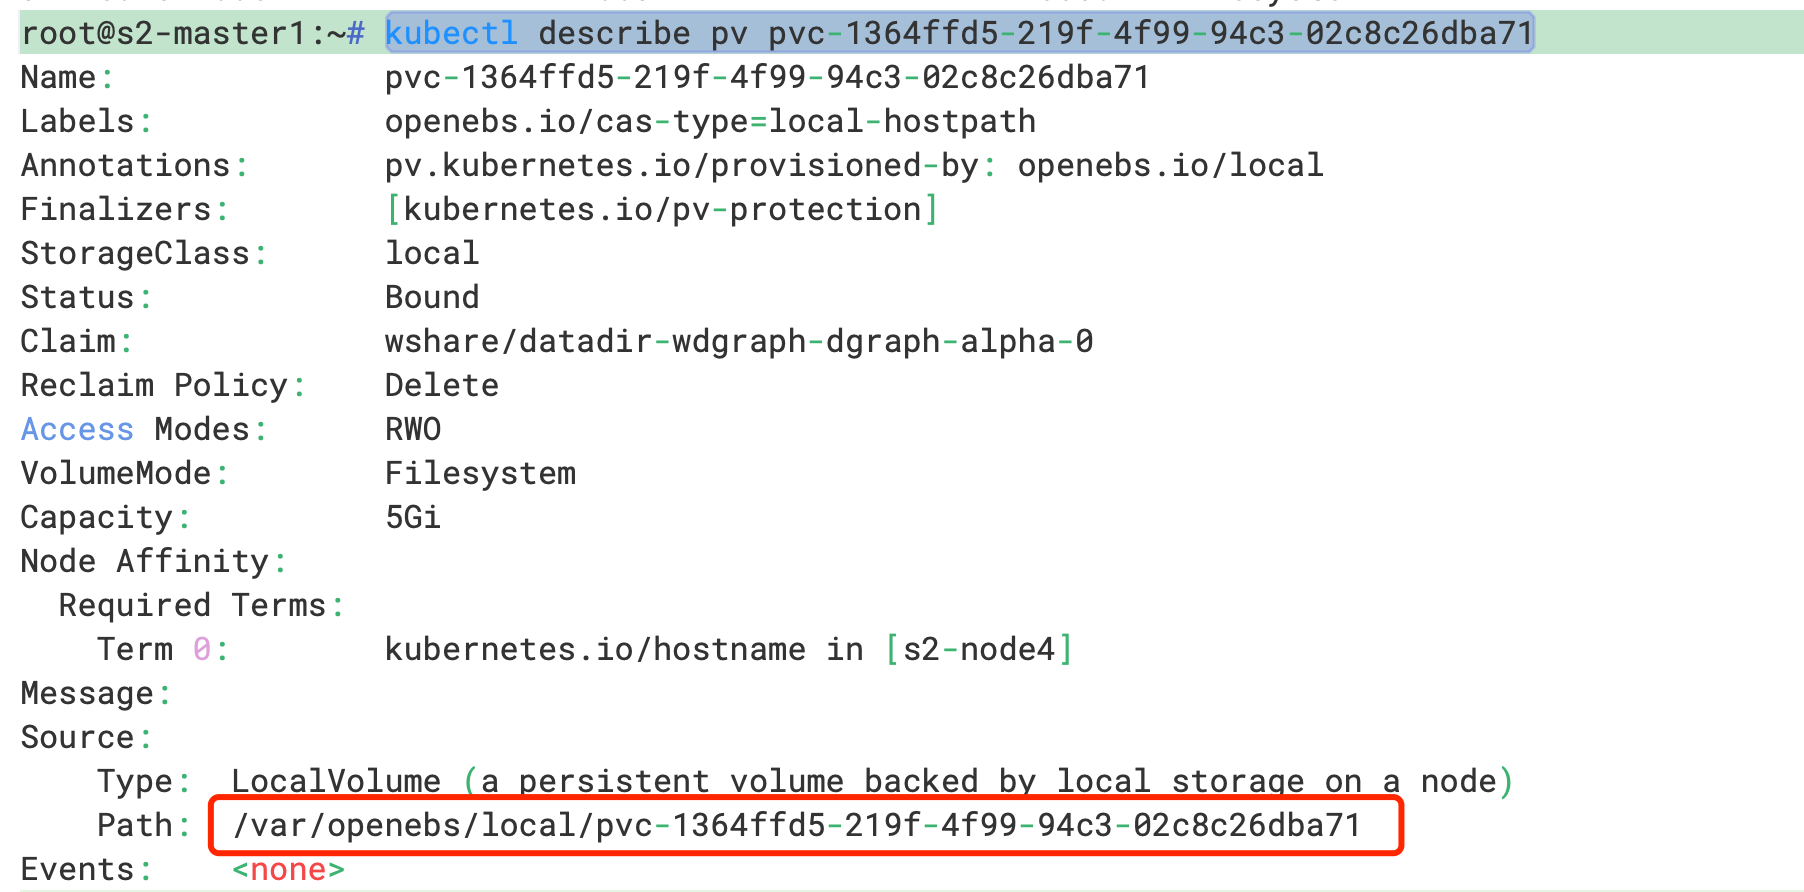 root@s2-master1:~# kubectl describe pv pvc-1364ffd5-219f-4f99-94c3-02c8c26dba71
Name:              pvc-1364ffd5-219f-4f99-94c3-02c8c26dba71
Labels:            openebs.io/cas-type=local-hostpath
Annotations:       pv.kubernetes.io/provisioned-by: openebs.io/local
Finalizers:        [kubernetes.io/pv-protection]
StorageClass:      local
Status:            Bound
Claim:             wshare/datadir-wdgraph-dgraph-alpha-0
Reclaim Policy:    Delete
Access Modes:      RWO
VolumeMode:        Filesystem
Capacity:          5Gi
Node Affinity:
  Required Terms:
    Term 0:        kubernetes.io/hostname in [s2-node4]
Message:
Source:
    Type:  LocalVolume (a persistent volume backed by local storage on a node)
    Path:  /var/openebs/local/pvc-1364ffd5-219f-4f99-94c3-02c8c26dba71
Events:    <none>